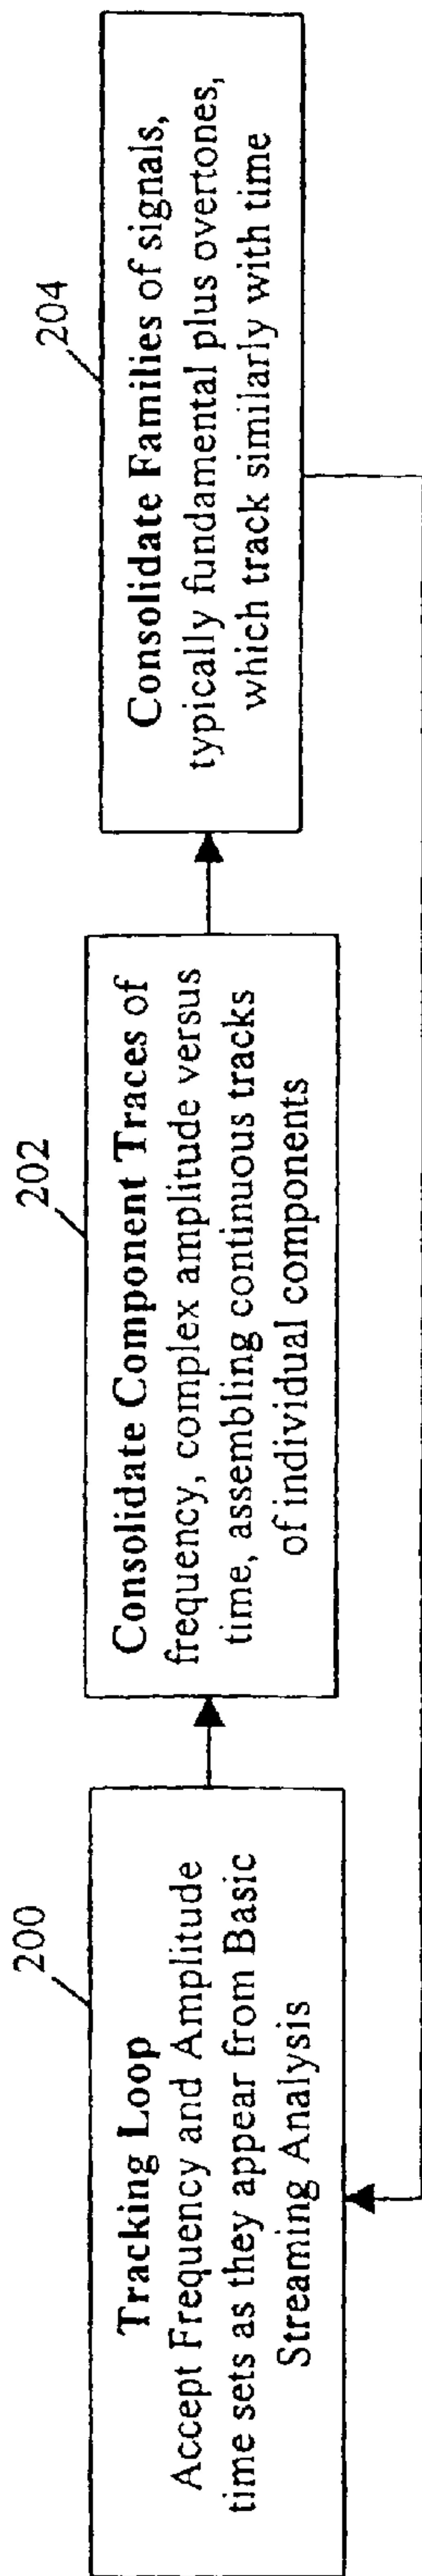 200
Tracking Loop
Accept Frequency and Amplitude
time sets as they appear from Basic
Streaming Analysis
202
Consolidate Component Traces of
frequency, complex amplitude versus
time, assembling continuous tracks
of individual components
204
Consolidate Families of signals,
typically fundamental plus overtones,
which track similarly with time